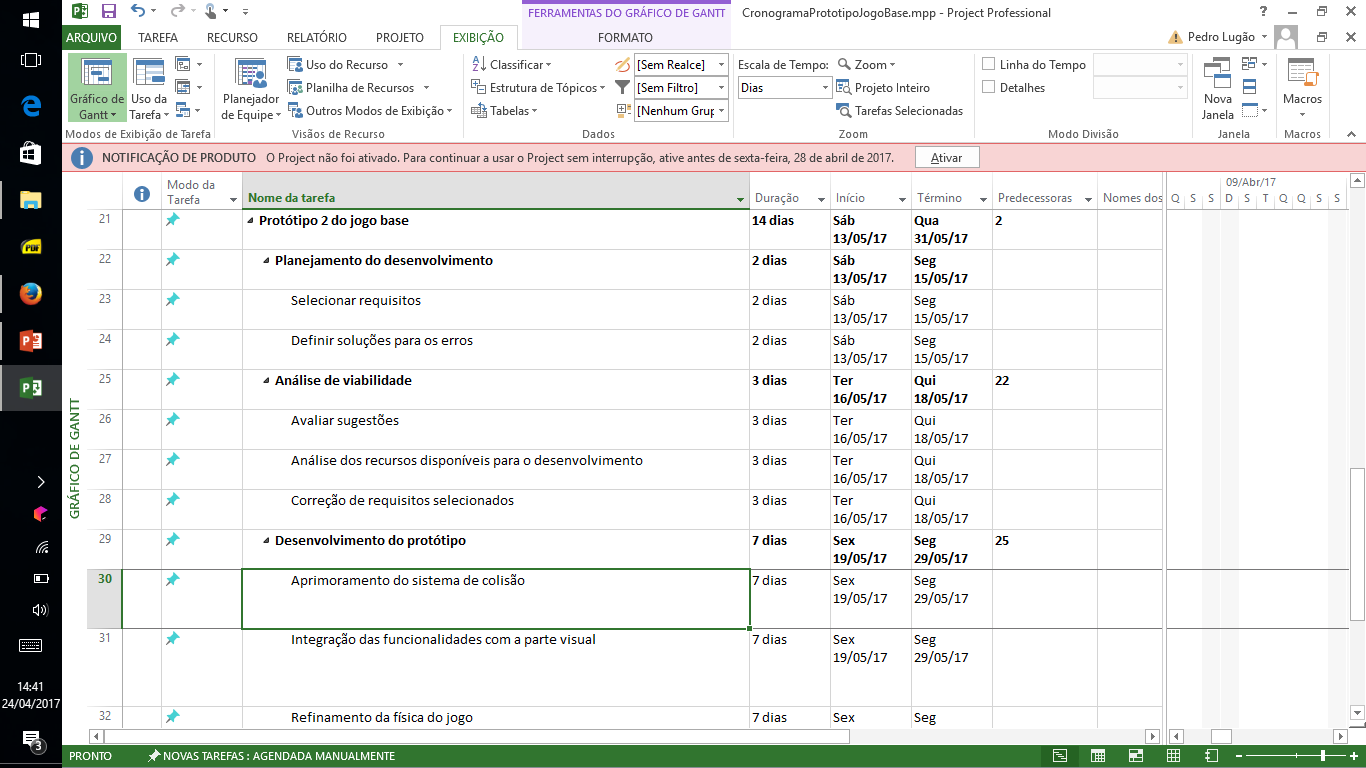 FERRAMENTAS DO GRÁFICO DE GANTT
CronogramaPrototipoJogoBase.mpp - Project Professional
ARQUIVO TAREFA RECURSO RELATÓRIO PROJETO EXIBIÇÃO FORMATO Pedro Lugão
Gráfico de Gantt
Uso da Tarefa
Modos de Exibição de Tarefa
Planejador de Equipe
Uso do Recurso
Planilha de Recursos
Outros Modos de Exibição
Visões de Recurso
Classificar
Estrutura de Tópicos
Tabelas
[Sem Realce]
[Sem Filtro]
[Nenhum Grup
Dados
Escala de Tempo:
Dias
Zoom
Projeto Inteiro
Tarefas Selecionadas
Zoom
Linha do Tempo
Detalhes
Modo Divisão
Nova Janela
Janela
Macros
Macros
NOTIFICAÇÃO DE PRODUTO O Project não foi ativado. Para continuar a usar o Project sem interrupção, ative antes de sexta-feira, 28 de abril de 2017. Ativar
Modo da Tarefa Nome da tarefa Duração Início Término Predecessoras Nomes dos
09/Abr/17
Q S S D S T Q Q S S
21 Protótipo 2 do jogo base 14 dias Sáb 13/05/17 Qua 31/05/17 2
22 Planejamento do desenvolvimento 2 dias Sáb 13/05/17 Seg 15/05/17
23 Selecionar requisitos 2 dias Sáb 13/05/17 Seg 15/05/17
24 Definir soluções para os erros 2 dias Sáb 13/05/17 Seg 15/05/17
25 Análise de viabilidade 3 dias Ter 16/05/17 Qui 18/05/17 22
26 Avaliar sugestões 3 dias Ter 16/05/17 Qui 18/05/17
27 Análise dos recursos disponíveis para o desenvolvimento 3 dias Ter 16/05/17 Qui 18/05/17
28 Correção de requisitos selecionados 3 dias Ter 16/05/17 Qui 18/05/17
29 Desenvolvimento do protótipo 7 dias Sex 19/05/17 Seg 29/05/17 25
30 Aprimoramento do sistema de colisão 7 dias Sex 19/05/17 Seg 29/05/17
31 Integração das funcionalidades com a parte visual 7 dias Sex 19/05/17 Seg 29/05/17
32 Refinamento da física do jogo 7 dias Sex Seg
GRÁFICO DE GANTT
PDF
14:41
24/04/2017
3
PRONTO NOVAS TAREFAS : AGENDADA MANUALMENTE